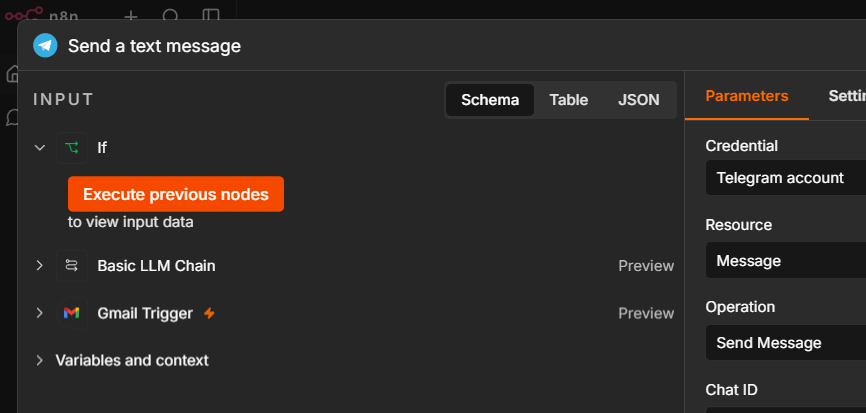 n8n
Send a text message
INPUT
Schema Table JSON
Parameters
If
Execute previous nodes
to view input data
Basic LLM Chain Preview
Gmail Trigger Preview
Variables and context
Credential
Telegram account
Resource
Message
Operation
Send Message
Chat ID